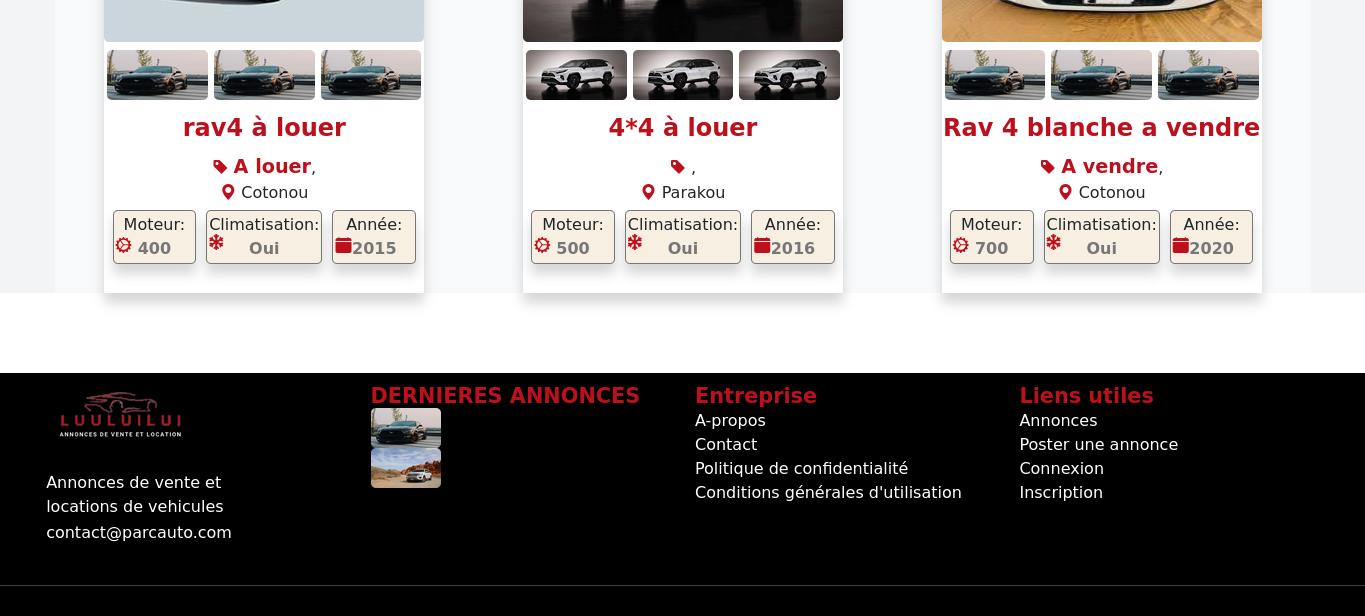 rav4 à louer
A louer,
Cotonou
Moteur:
400
Climatisation:
Oui
Année:
2015
4*4 à louer
,
Parakou
Moteur:
500
Climatisation:
Oui
Année:
2016
Rav 4 blanche a vendre
A vendre,
Cotonou
Moteur:
700
Climatisation:
Oui
Année:
2020
LUULUILUI
ANNONCES DE VENTE ET LOCATION
Annonces de vente et
locations de vehicules
contact@parcauto.com
DERNIERES ANNONCES
Entreprise
A-propos
Contact
Politique de confidentialité
Conditions générales d'utilisation
Liens utiles
Annonces
Poster une annonce
Connexion
Inscription